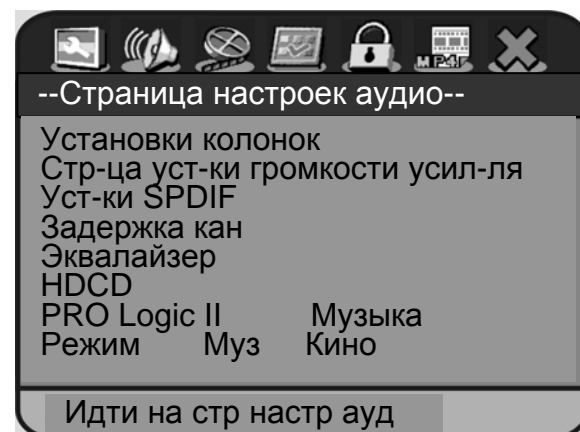 MP4
--Страница настроек аудио--
Установки колонок
Стр-ца уст-ки громкости усил-ля
Уст-ки SPDIF
Задержка кан
Эквалайзер
HDCD
PRO Logic II Музыка
Режим Муз Кино
Идти на стр настр ауд